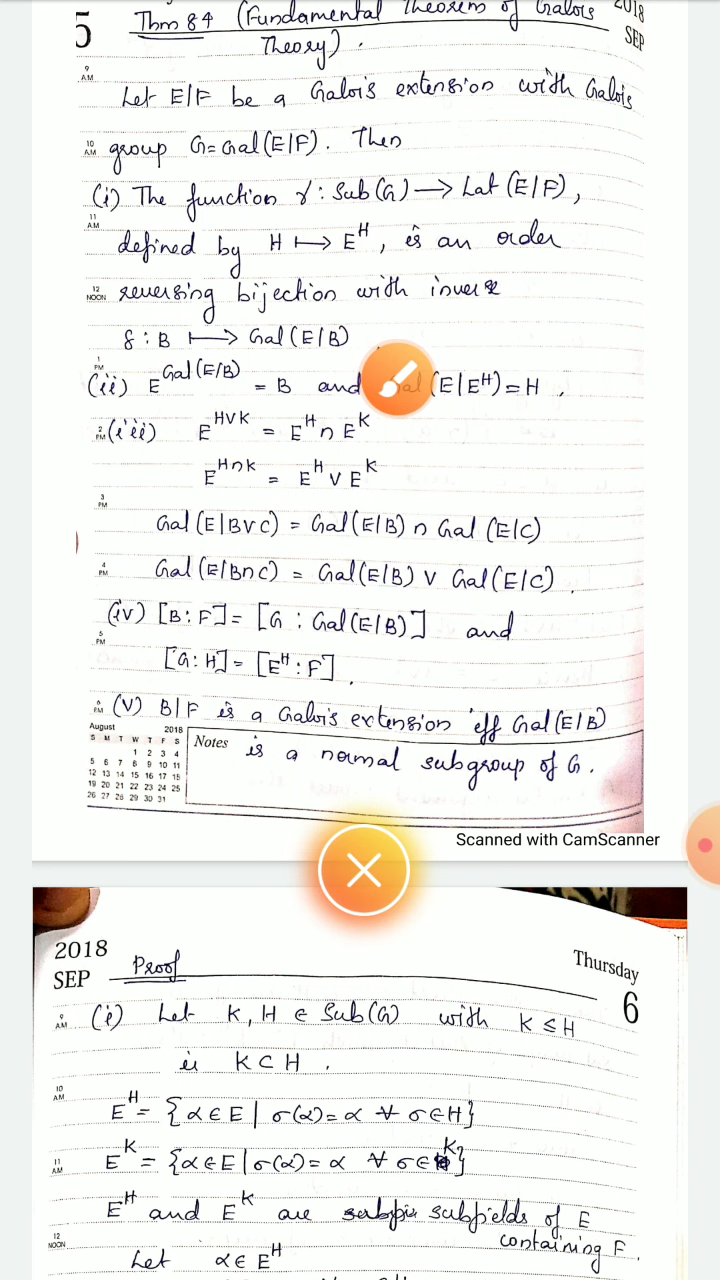 5 Thm 84 (Fundamental Theorem of Galois 2018
Theory). SEP
9 AM
Let E|F be a Galois extension with Galois
10 AM group G=Gal(E|F). Then
(i) The function γ: Sub(G) → Lat(E/F),
11 AM
defined by H ↦ E^H, is an order
12 NOON reversing bijection with inverse
δ: B ↦ Gal(E|B)
1 PM
(ii) E^Gal(E/B) = B and (E|E^H)=H.
2 PM (iii) E^HVK = E^H ∩ E^K
E^H∩K = E^H V E^K
3 PM
Gal(E|BVC) = Gal(E|B) ∩ Gal(E|C)
4 PM Gal(E/B∩C) = Gal(E/B) V Gal(E/C).
(iv) [B:F] = [G : Gal(E|B)] and
5 PM
[G:H] = [E^H : F].
6 PM (V) B|F is a Galois extension iff Gal(E|B)
August 2018
S M T W T F S Notes is a normal subgroup of G.
1 2 3 4
5 6 7 8 9 10 11
12 13 14 15 16 17 18
19 20 21 22 23 24 25
26 27 28 29 30 31
Scanned with CamScanner
2018 Thursday
SEP Proof 6
9 AM (i) Let K, H ∈ Sub(G) with K ≤ H
ie K ⊂ H.
10 AM
E^H = {α ∈ E | σ(α)=α ∀ σ∈H}
11 AM E^K = {α ∈ E | σ(α)=α ∀ σ∈K}
E^H and E^K are subfields of E
12 NOON containing F.
Let α ∈ E^H